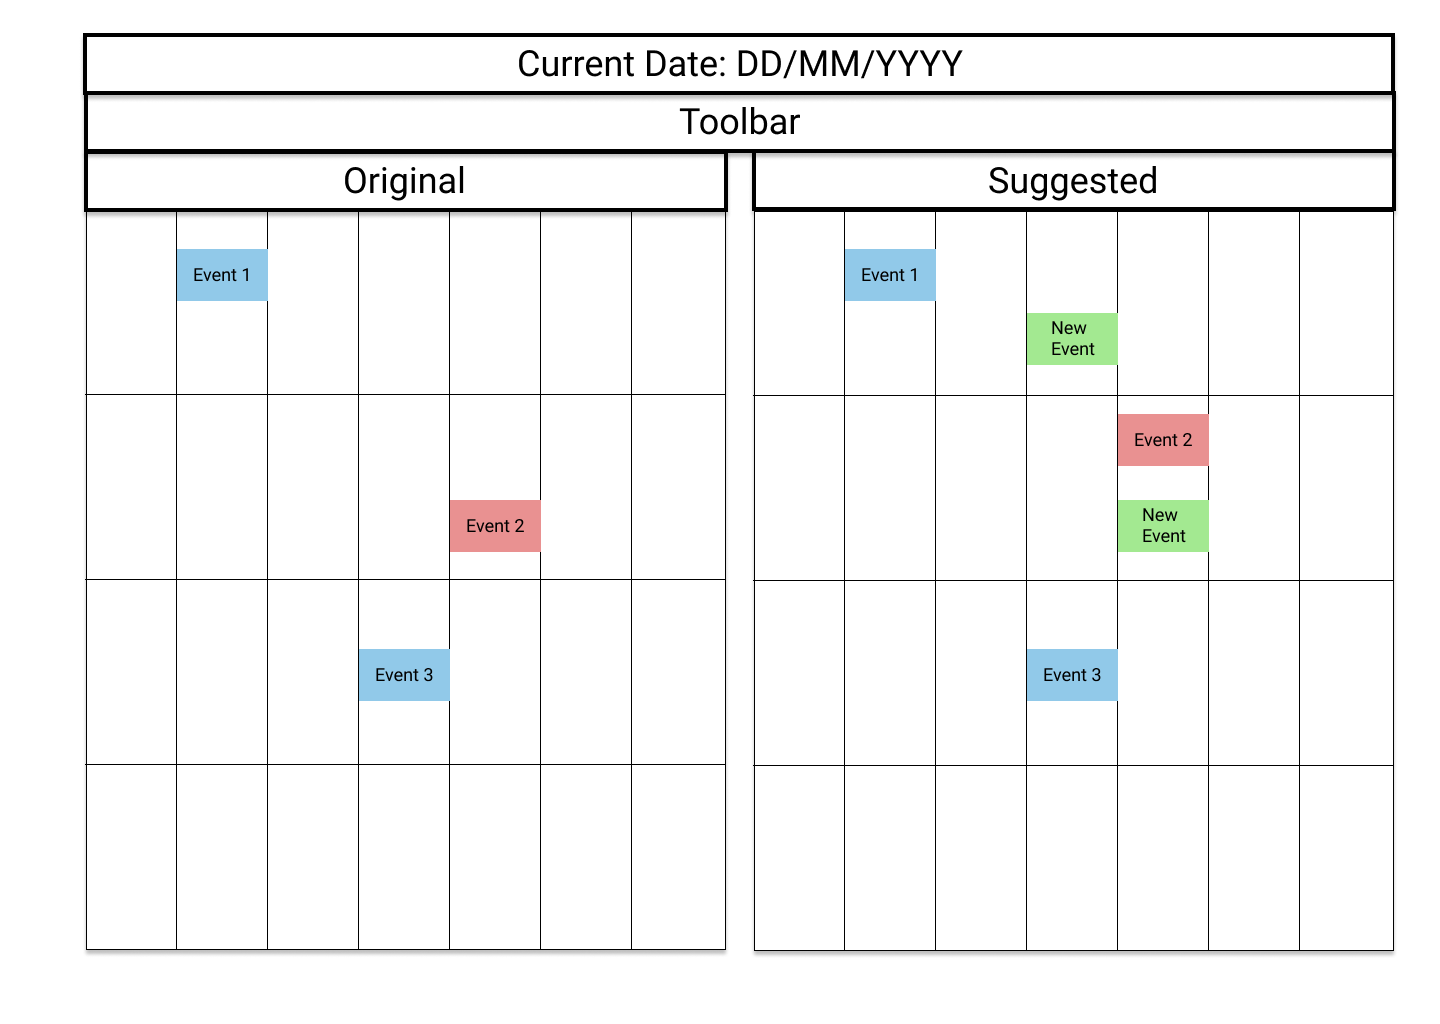 Current Date: DD/MM/YYYY
Toolbar
Original
Event 1
Event 2
Event 3
Suggested
Event 1
New
Event
Event 2
New
Event
Event 3